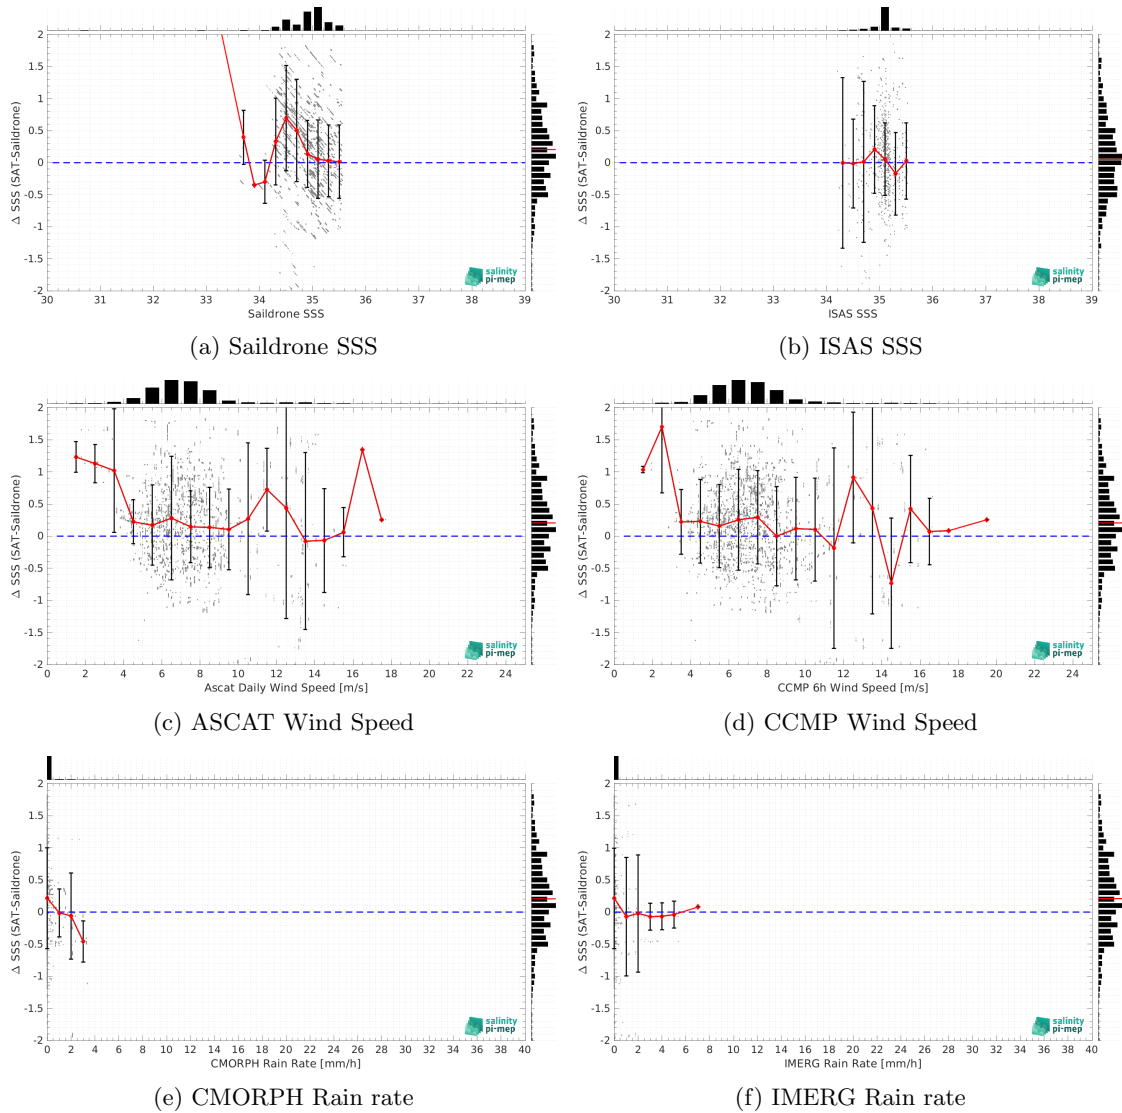 2
1.5
1
0.5
0
-0.5
-1
-1.5
-2
Δ SSS (SAT-Saildrone)
30 32 33 34 35 36 37 38 39
Saildrone SSS
salinity
pi-mep
(a) Saildrone SSS
2
1.5
1
0.5
0
-0.5
-1
-1.5
-2
Δ SSS (SAT-Saildrone)
30 32 33 34 35 36 37 38 39
ISAS SSS
salinity
pi-mep
(b) ISAS SSS
2
1.5
1
0.5
0
-0.5
-1
-1.5
-2
Δ SSS (SAT-Saildrone)
0 2 4 6 8 10 12 14 16 18 20 22 24
Ascat Daily Wind Speed [m/s]
salinity
pi-mep
(c) ASCAT Wind Speed
2
1.5
1
0.5
0
-0.5
-1
-1.5
-2
Δ SSS (SAT-Saildrone)
0 2 4 6 8 10 12 14 16 18 20 22 24
CCMP 6h Wind Speed [m/s]
salinity
pi-mep
(d) CCMP Wind Speed
2
1.5
1
0.5
0
-0.5
-1
-1.5
-2
Δ SSS (SAT-Saildrone)
0 2 4 6 8 10 12 14 16 18 20 22 24 26 28 30 32 34 36 38 40
CMORPH Rain Rate [mm/h]
salinity
pi-mep
(e) CMORPH Rain rate
2
1.5
1
0.5
0
-0.5
-1
-1.5
-2
Δ SSS (SAT-Saildrone)
0 2 4 6 8 10 12 14 16 18 20 22 24 26 28 30 32 34 36 38 40
IMERG Rain Rate [mm/h]
salinity
pi-mep
(f) IMERG Rain rate